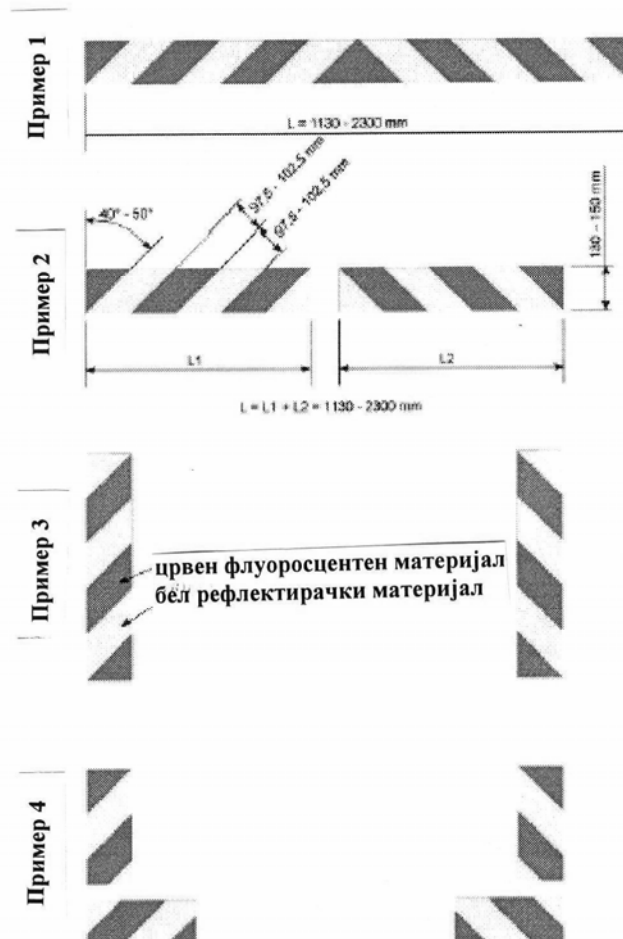 Пример 1
L = 1130 - 2300 mm
Пример 2
40° - 50°
97,5 - 102,5 mm
97,5 - 102,5 mm
130 - 150 mm
L1
L2
L = L1 + L2 = 1130 - 2300 mm
Пример 3
црвен флуоросцентен материјал
бел рефлектирачки материјал
Пример 4